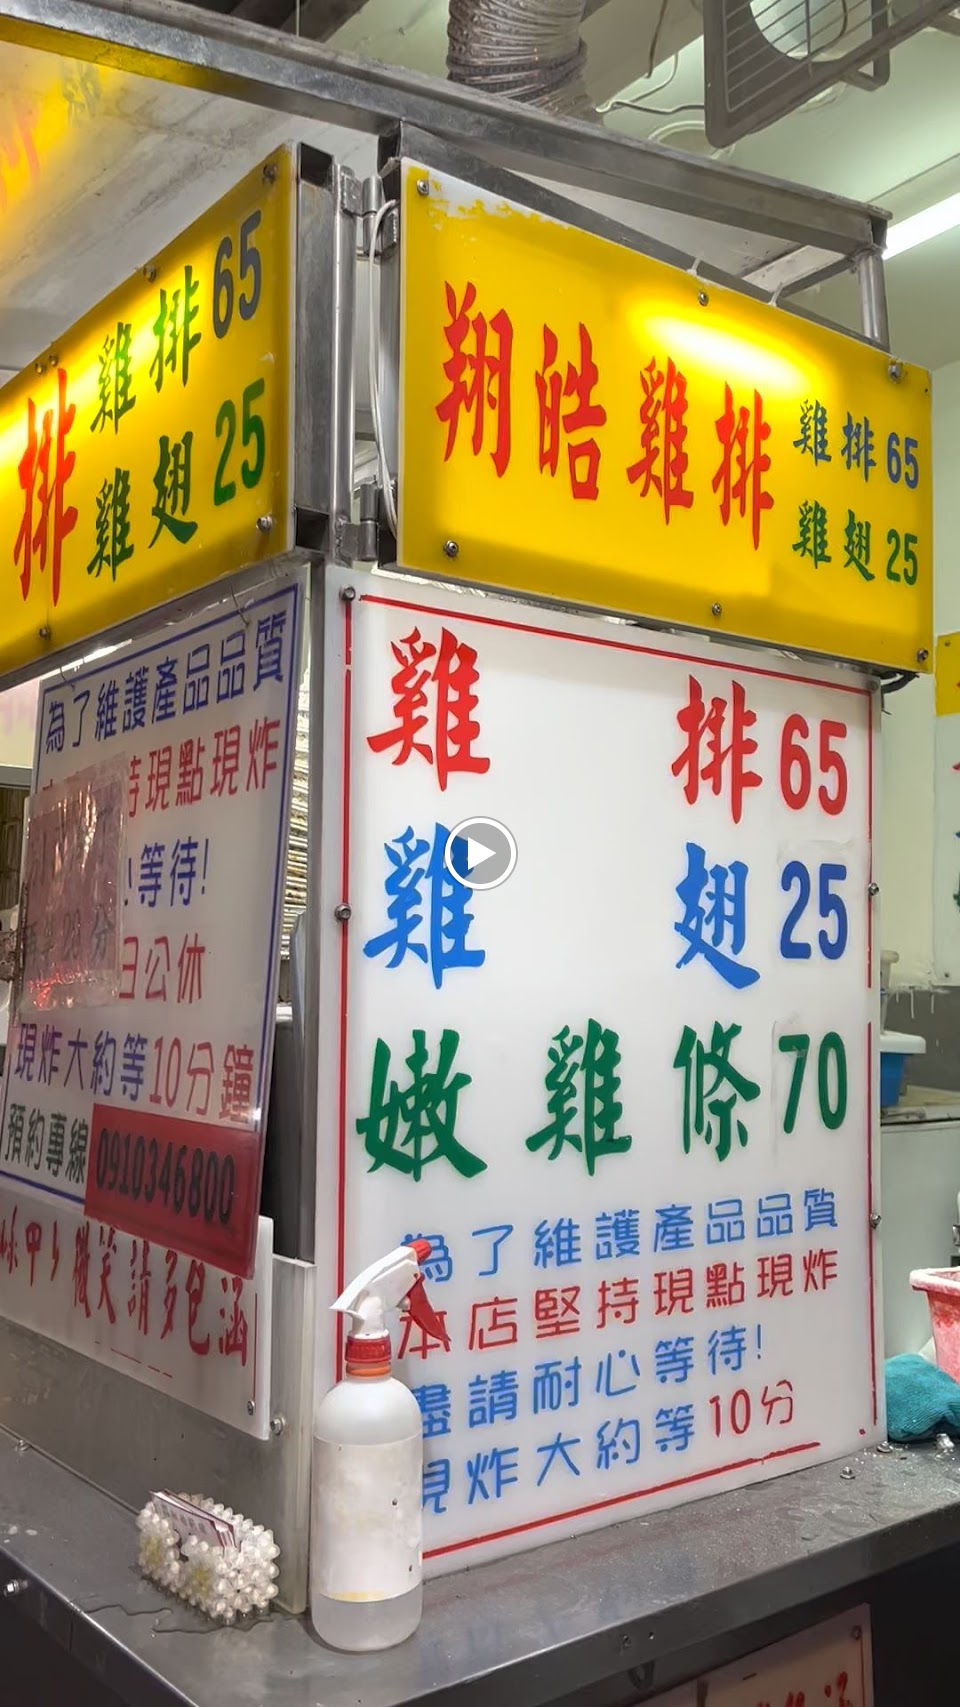 排
雞排65
雞翅25
翔皓雞排
雞排65
雞翅25
為了維護產品品質
持現點現炸
等待!
日公休
現炸大約等10分鐘
預約專線
0910346800
微笑請多包涵
雞排65
雞翅25
嫩雞條70
為了維護產品品質
本店堅持現點現炸
盡請耐心等待!
現炸大約等10分